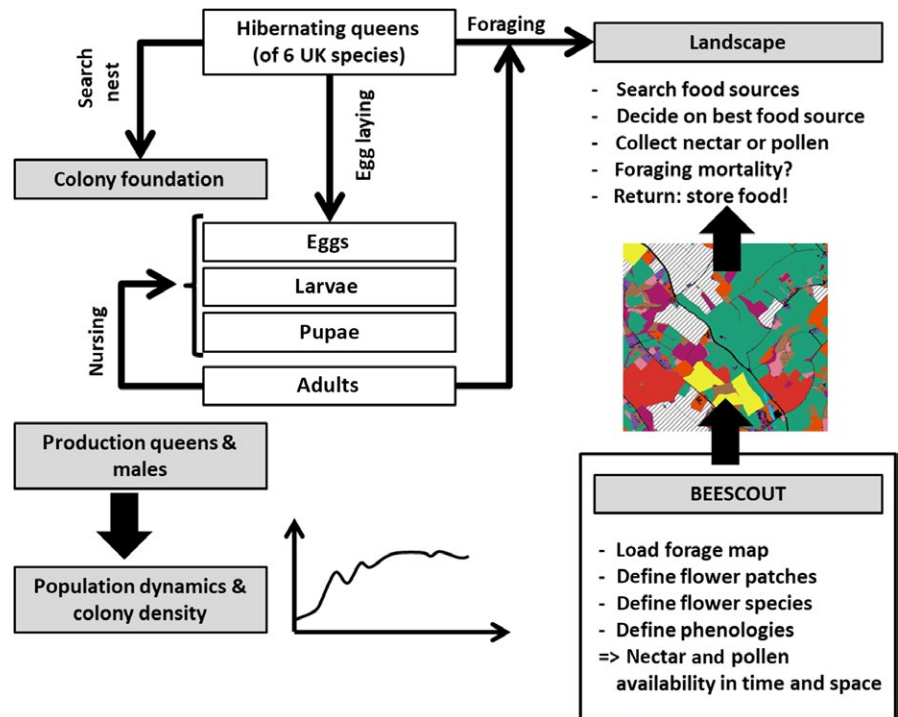 Hibernating queens
(of 6 UK species)
Foraging
Landscape
Search
nest
Egg laying
- Search food sources
- Decide on best food source
- Collect nectar or pollen
- Foraging mortality?
- Return: store food!
Colony foundation
Eggs
Larvae
Pupae
Adults
Nursing
Production queens &
males
Population dynamics &
colony density
BEESCOUT
- Load forage map
- Define flower patches
- Define flower species
- Define phenologies
=> Nectar and pollen
availability in time and space